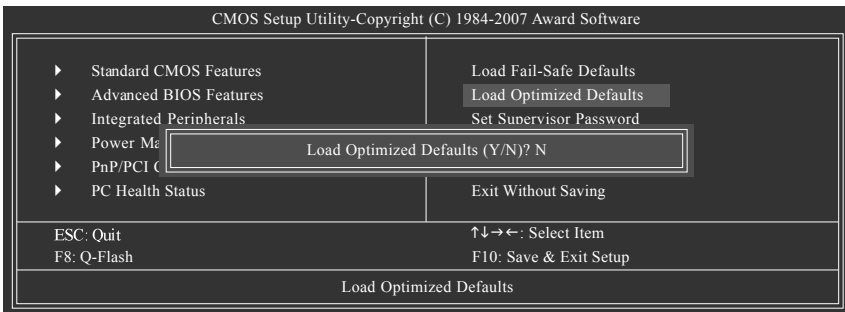 CMOS Setup Utility-Copyright (C) 1984-2007 Award Software
Standard CMOS Features
Advanced BIOS Features
Integrated Peripherals
Power Ma
PnP/PCI
PC Health Status
Load Fail-Safe Defaults
Load Optimized Defaults
Set Supervisor Password
Exit Without Saving
Load Optimized Defaults (Y/N)? N
ESC: Quit
↑↓→←: Select Item
F8: Q-Flash
F10: Save & Exit Setup
Load Optimized Defaults